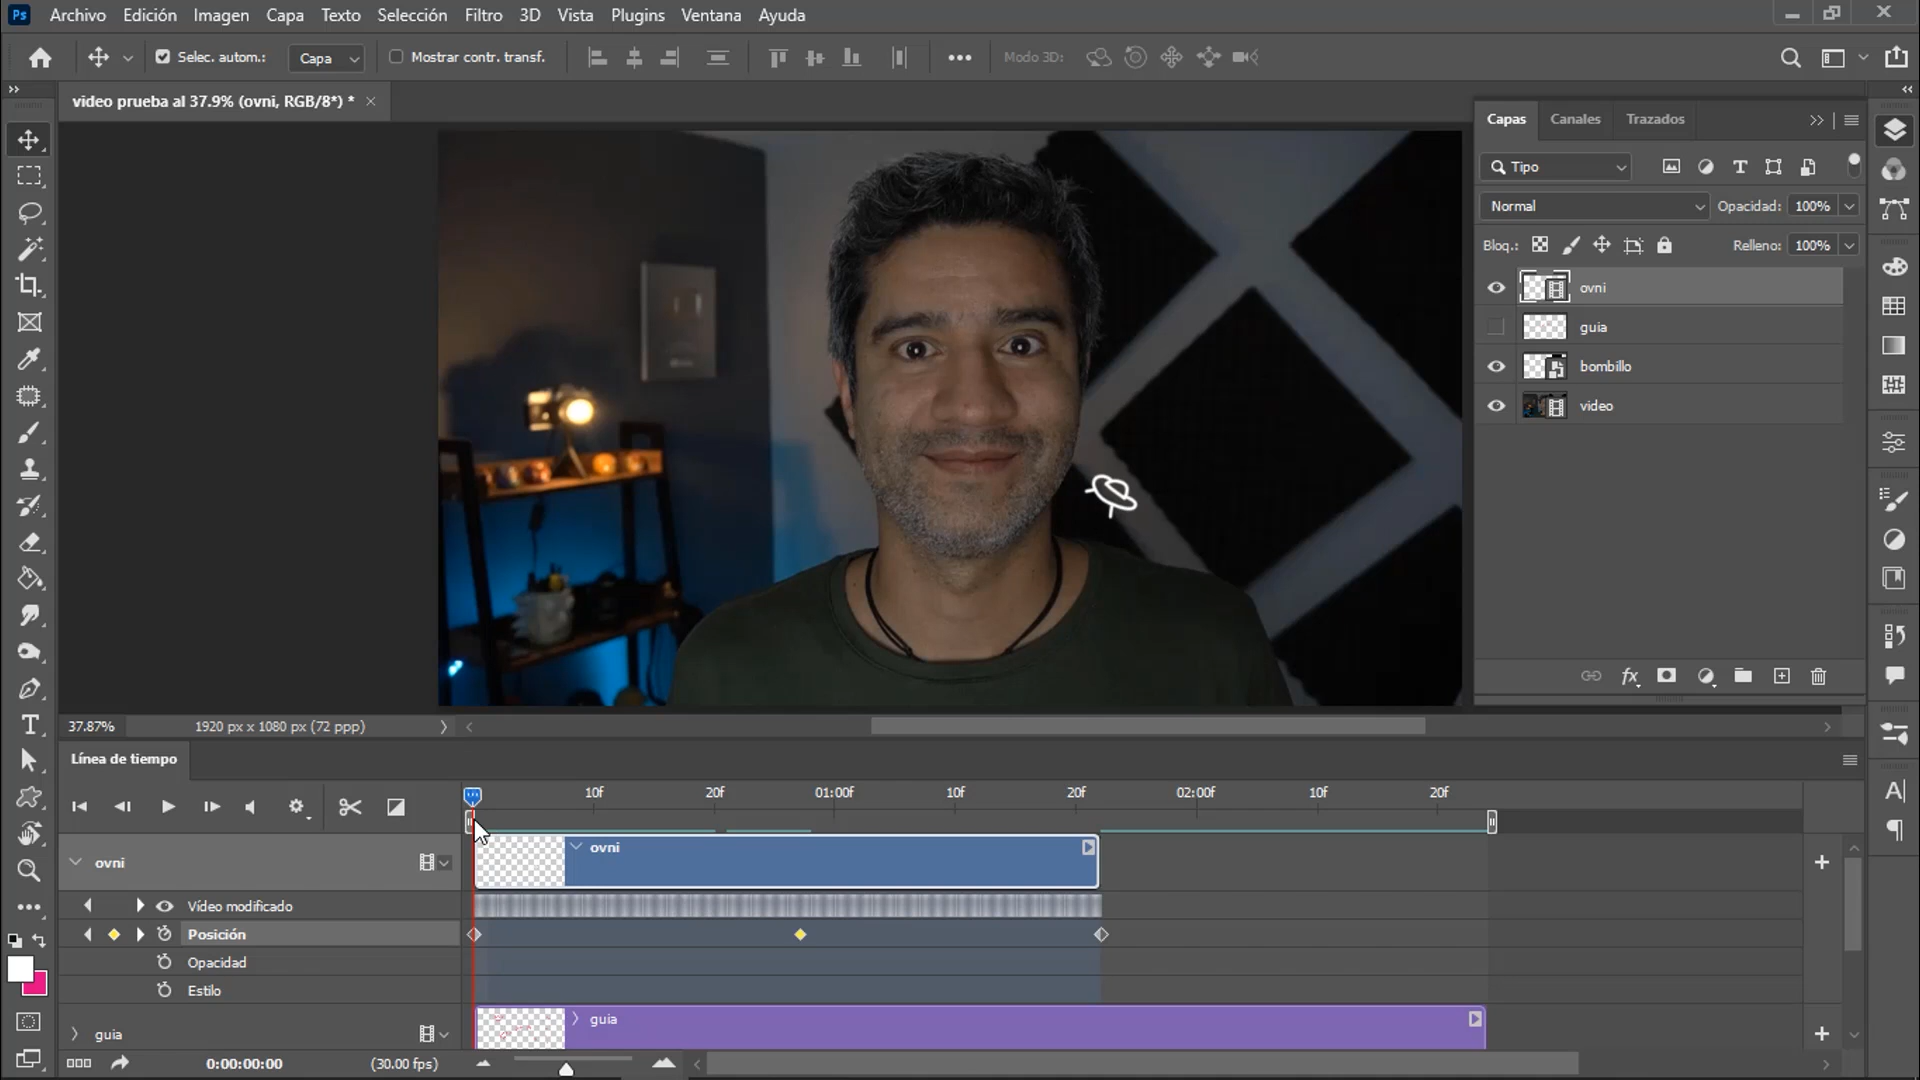 Ps Archivo Edición Imagen Capa Texto Selección Filtro 3D Vista Plugins Ventana Ayuda
Selec. autom.: Capa Mostrar contr. transf. Modo 3D:
video prueba al 37.9% (ovni, RGB/8*) *
Capas Canales Trazados
Tipo
Normal Opacidad: 100%
Bloq.: Relleno: 100%
ovni
guia
bombillo
video
fx
37.87% 1920 px x 1080 px (72 ppp)
Línea de tiempo
10f 20f 01:00f 10f 20f 02:00f 10f 20f
ovni
ovni
Vídeo modificado
Posición
Opacidad
Estilo
guia
guia
0:00:00:00 (30.00 fps)